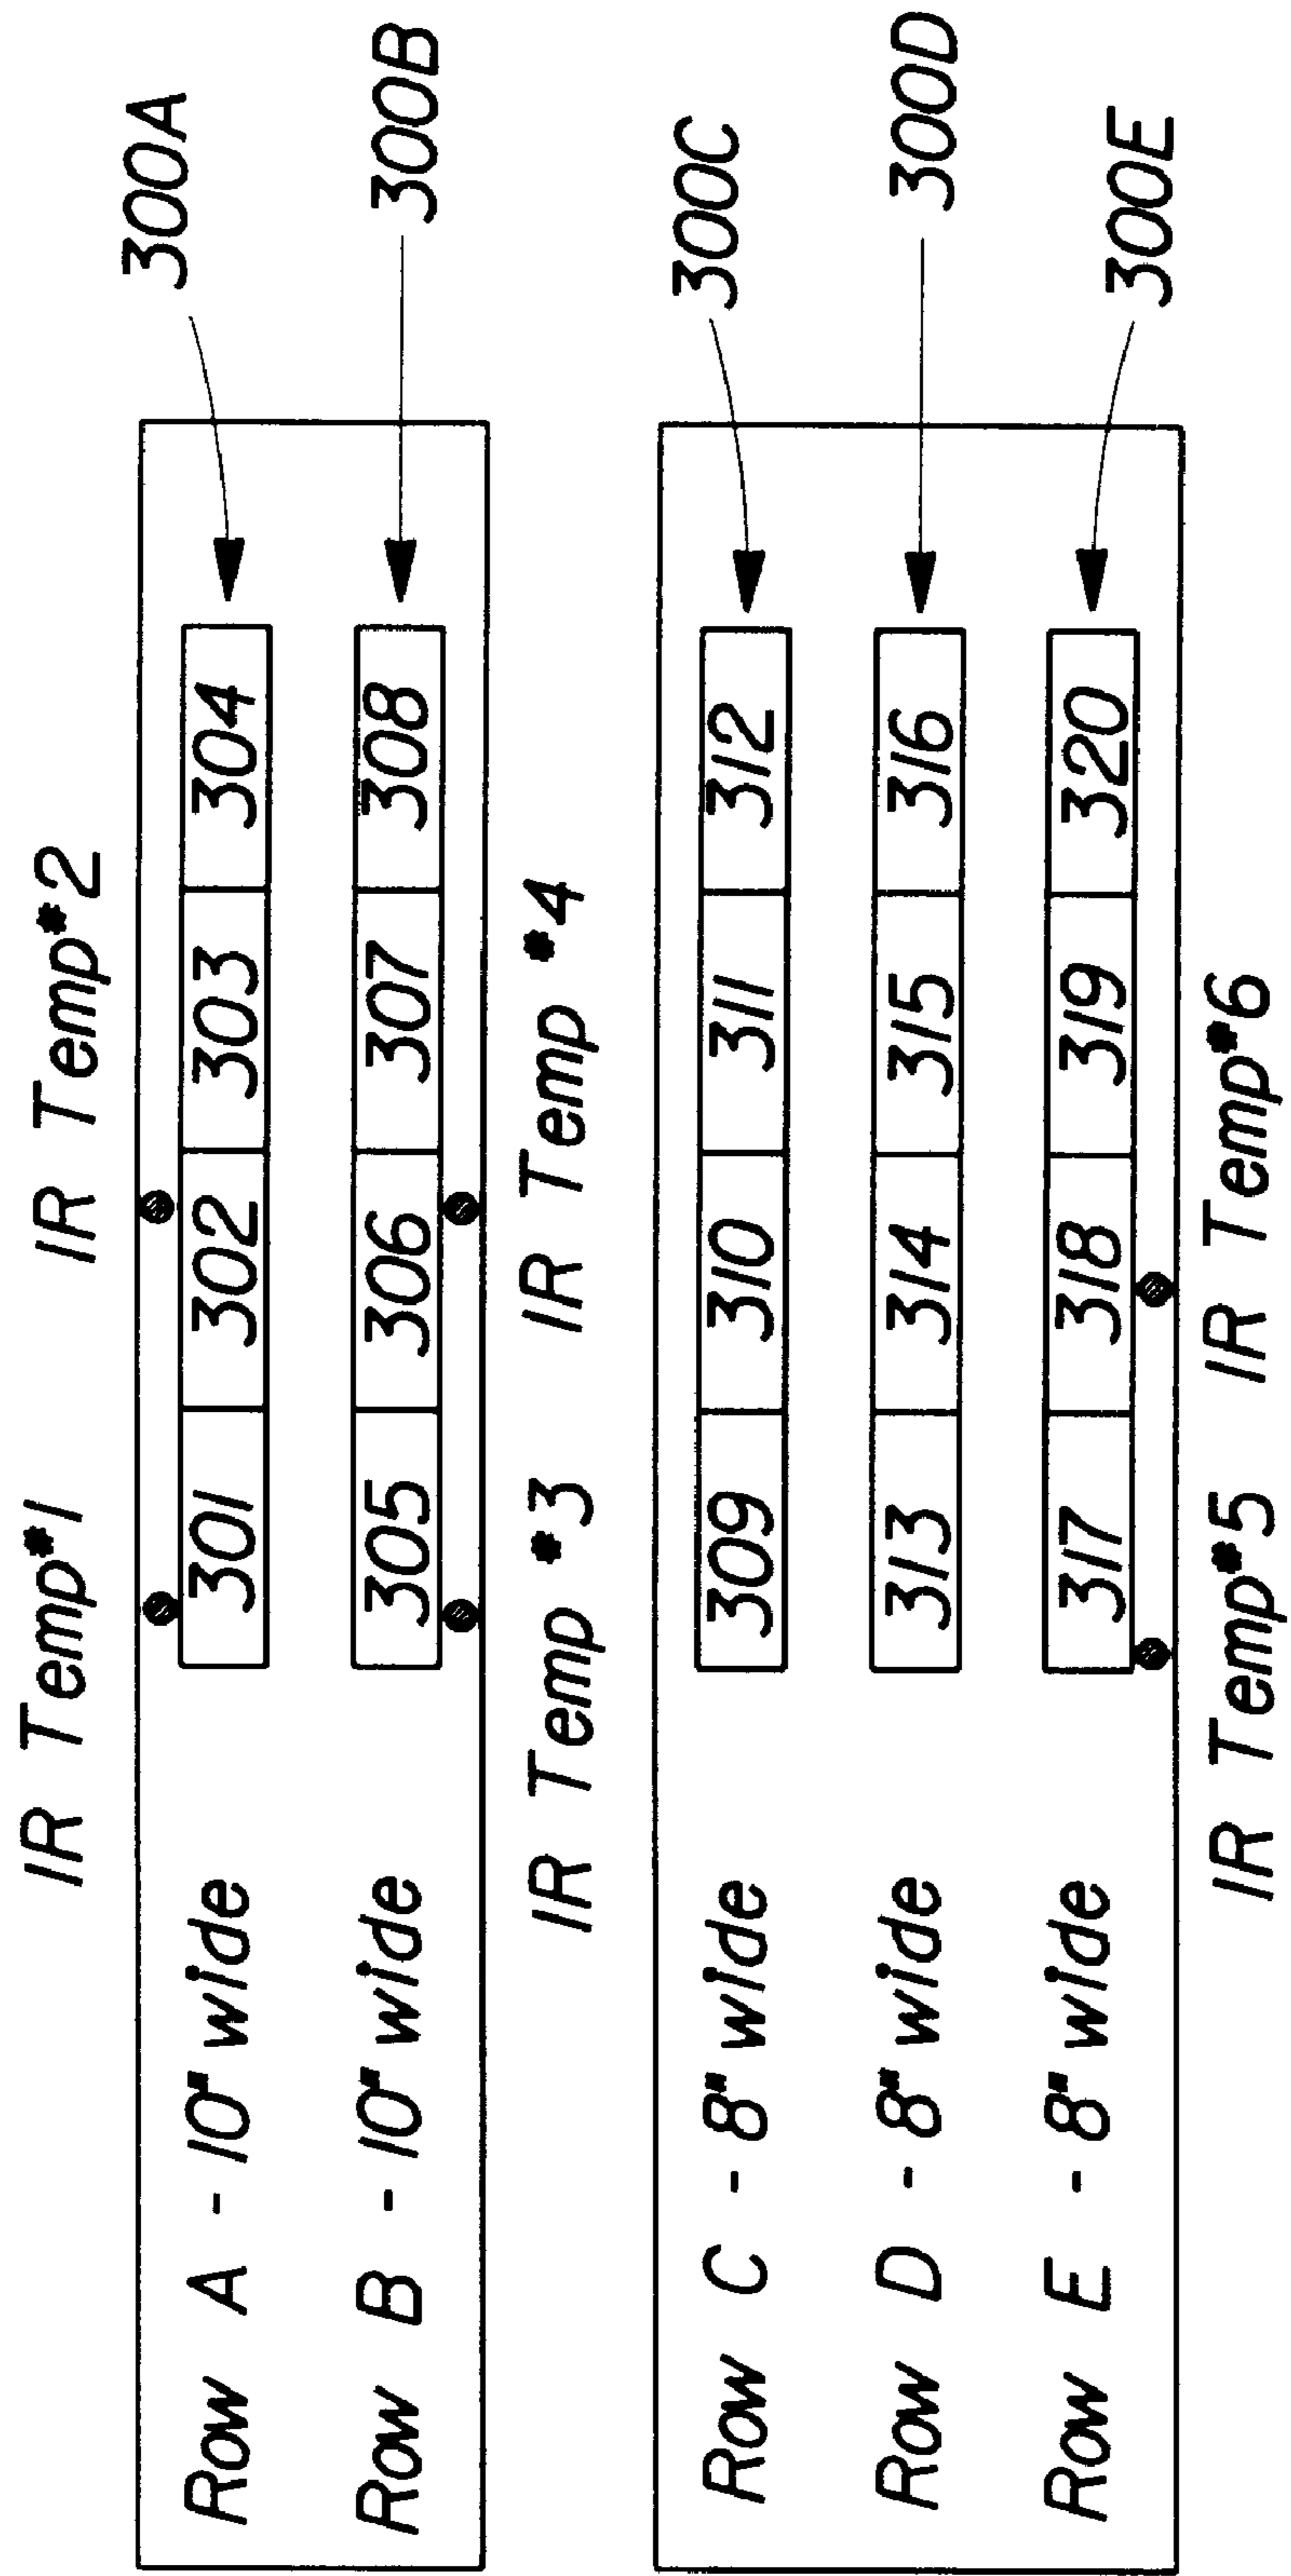 IR Temp#1 IR Temp#2
Row A - 10" wide 301 302 303 304 300A
Row B - 10" wide 305 306 307 308 300B
IR Temp #3 IR Temp #4
Row C - 8" wide 309 310 311 312 300C
Row D - 8" wide 313 314 315 316 300D
Row E - 8" wide 317 318 319 320 300E
IR Temp#5 IR Temp#6